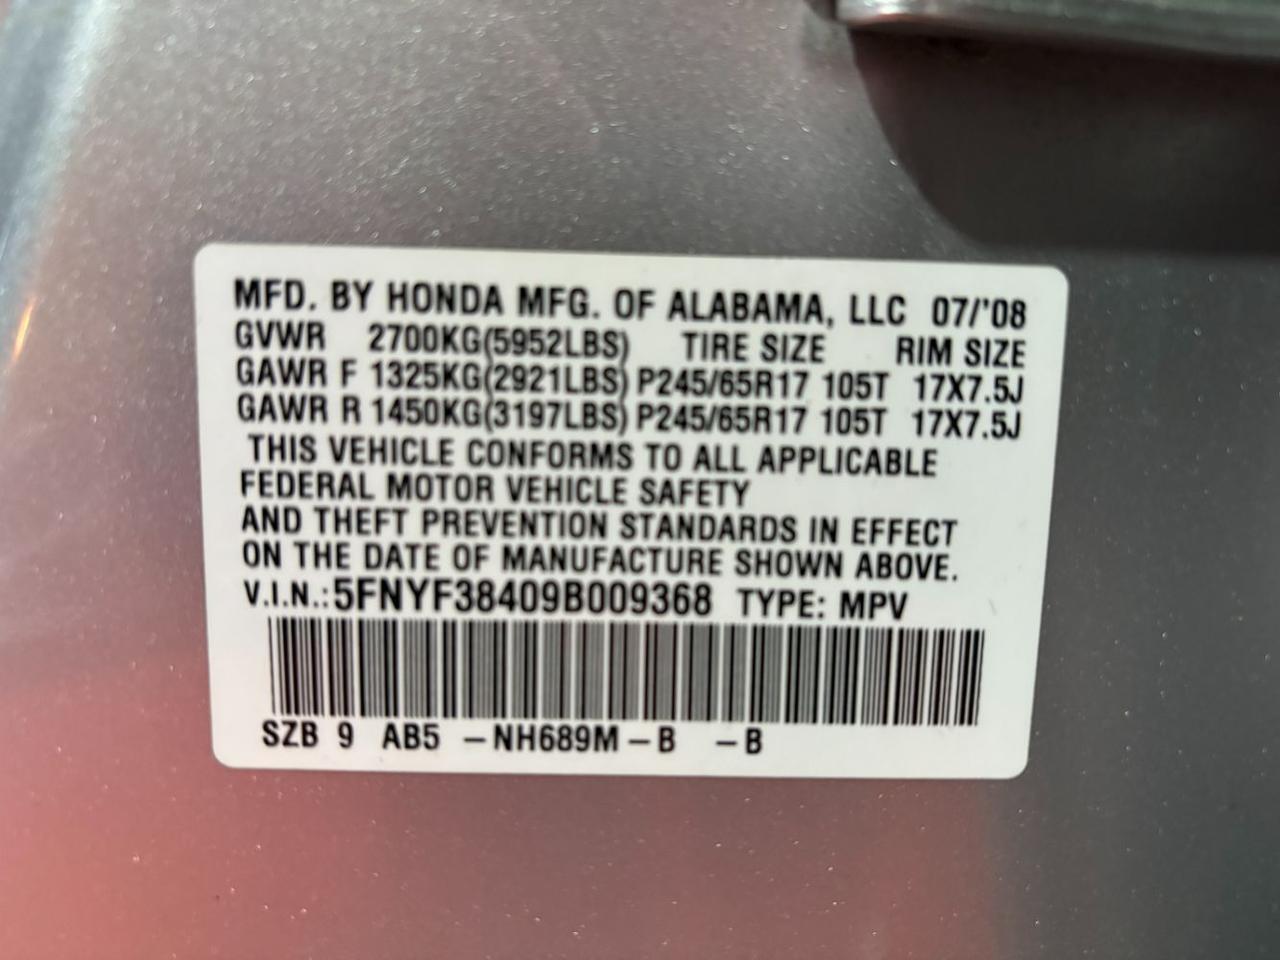 MFD. BY HONDA MFG. OF ALABAMA, LLC 07/'08
GVWR 2700KG(5952LBS) TIRE SIZE RIM SIZE
GAWR F 1325KG(2921LBS) P245/65R17 105T 17X7.5J
GAWR R 1450KG(3197LBS) P245/65R17 105T 17X7.5J
THIS VEHICLE CONFORMS TO ALL APPLICABLE
FEDERAL MOTOR VEHICLE SAFETY
AND THEFT PREVENTION STANDARDS IN EFFECT
ON THE DATE OF MANUFACTURE SHOWN ABOVE.
V.I.N.:5FNYF38409B009368 TYPE: MPV
SZB 9 AB5 -NH689M-B -B